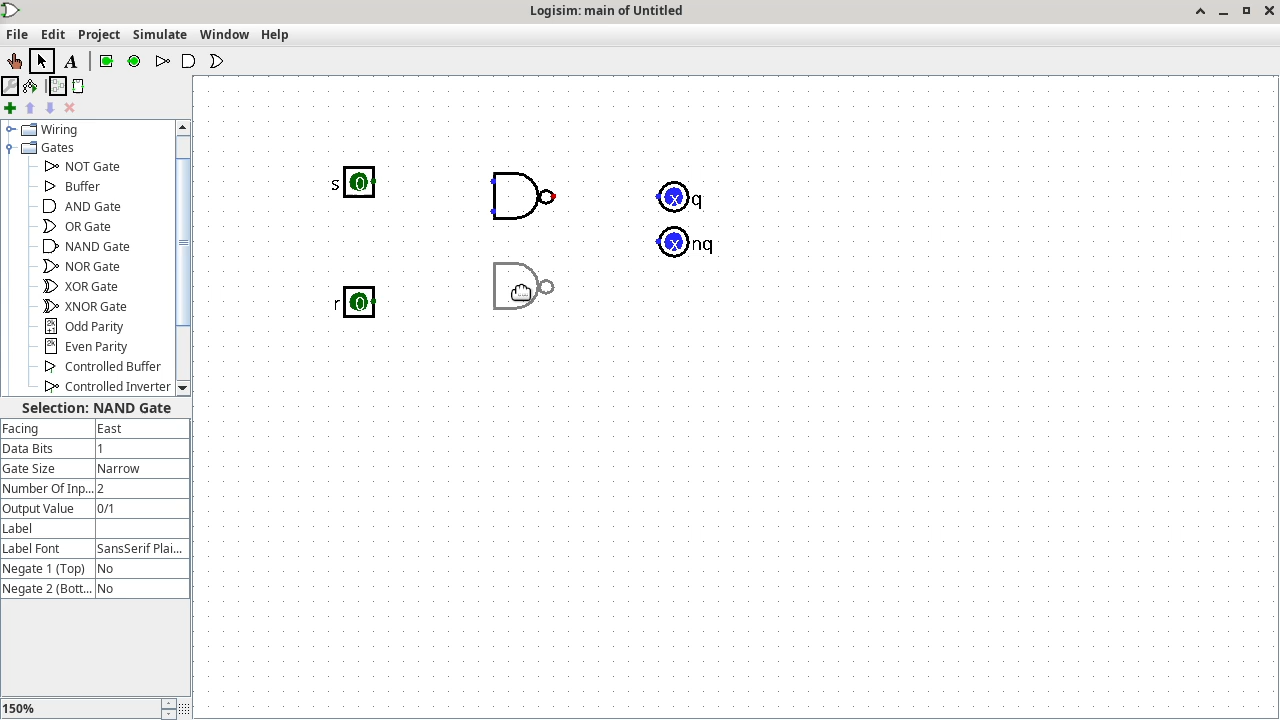 Logisim: main of Untitled
File Edit Project Simulate Window Help
A
Wiring
Gates
NOT Gate
Buffer
AND Gate
OR Gate
NAND Gate
NOR Gate
XOR Gate
XNOR Gate
Odd Parity
Even Parity
Controlled Buffer
Controlled Inverter
Selection: NAND Gate
Facing East
Data Bits 1
Gate Size Narrow
Number Of Inp... 2
Output Value 0/1
Label
Label Font SansSerif Plai...
Negate 1 (Top) No
Negate 2 (Bott... No
150%
s 0
x q
x nq
r 0